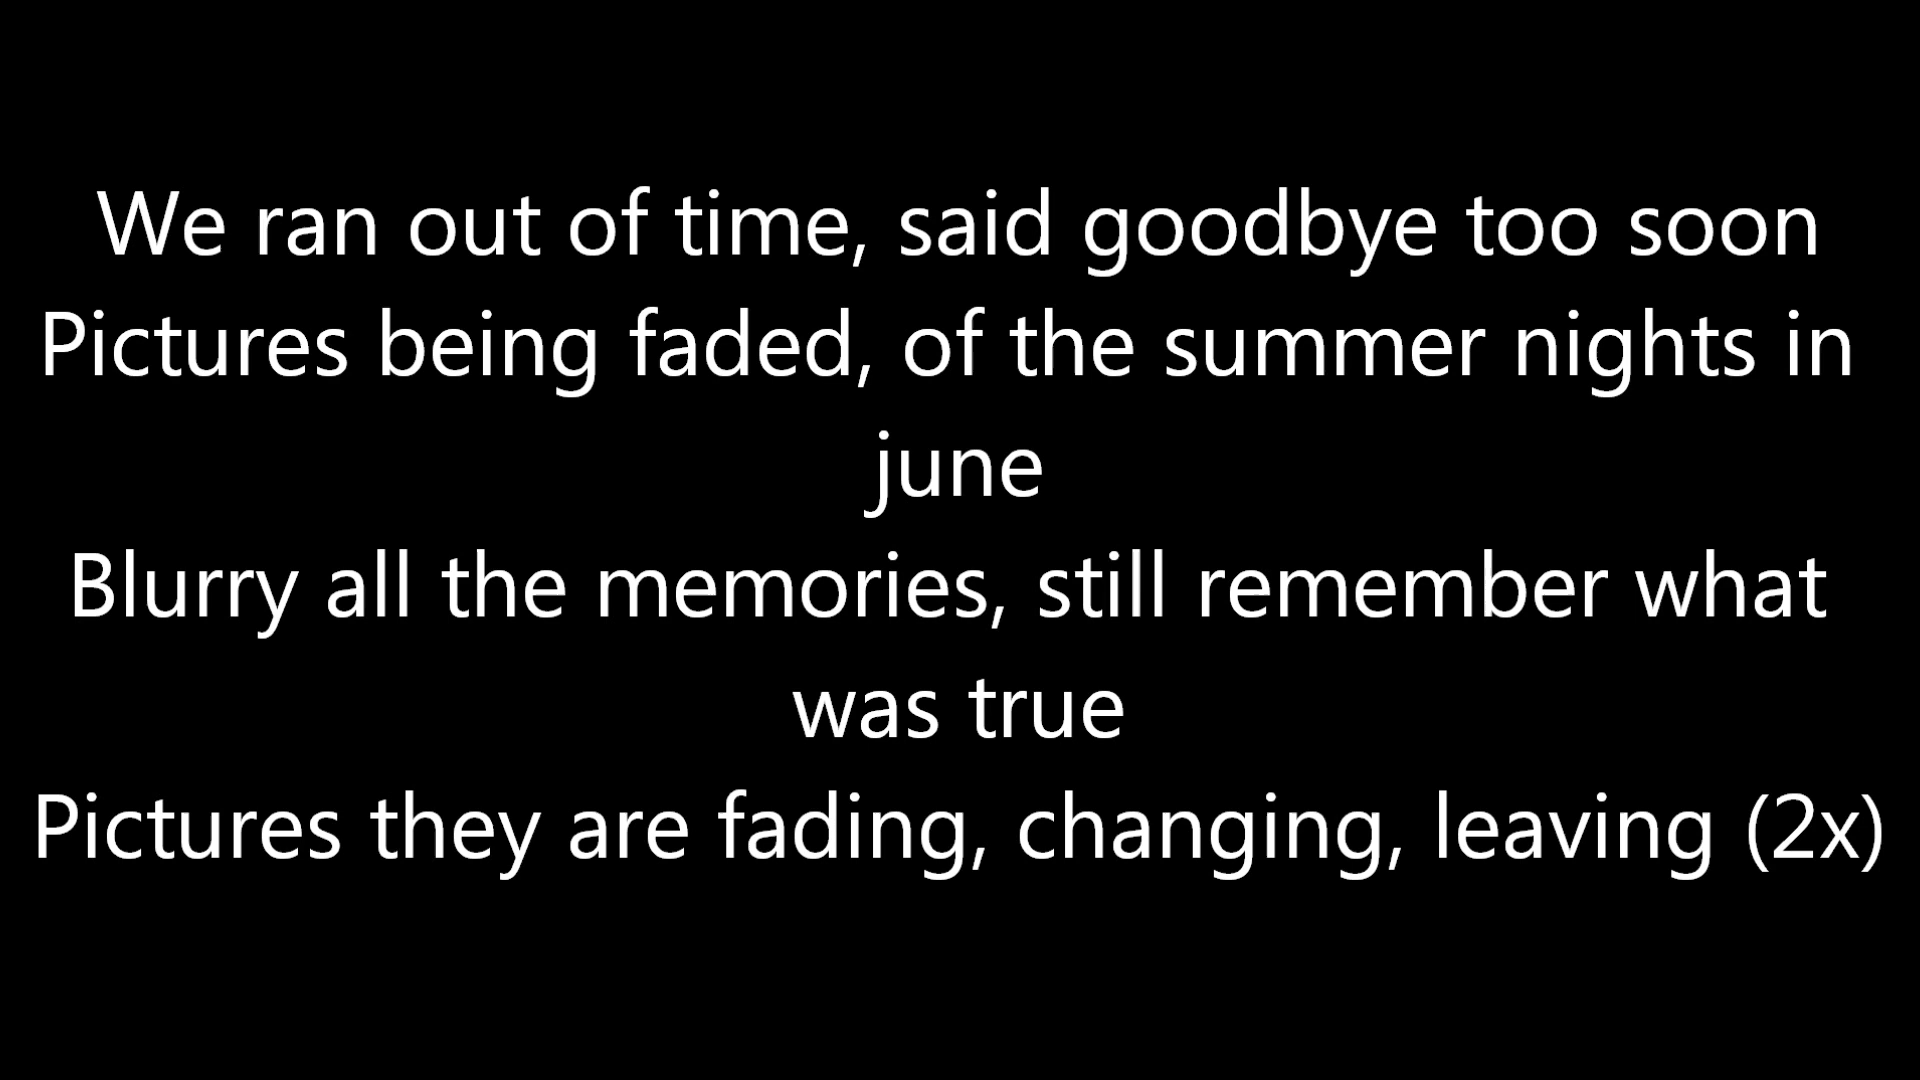 We ran out of time, said goodbye too soon
Pictures being faded, of the summer nights in
june
Blurry all the memories, still remember what
was true
Pictures they are fading, changing, leaving (2x)